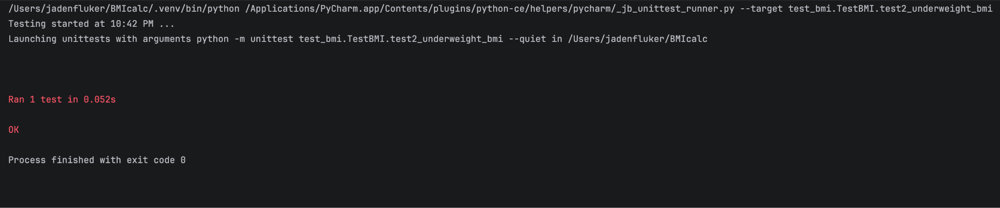 /Users/jadenfluker/BMIcalc/.venv/bin/python /Applications/PyCharm.app/Contents/plugins/python-ce/helpers/pycharm/_jb_unittest_runner.py --target test_bmi.TestBMI.test2_underweight_bmi
Testing started at 10:42 PM ...
Launching unittests with arguments python -m unittest test_bmi.TestBMI.test2_underweight_bmi --quiet in /Users/jadenfluker/BMIcalc
Ran 1 test in 0.052s
OK
Process finished with exit code 0